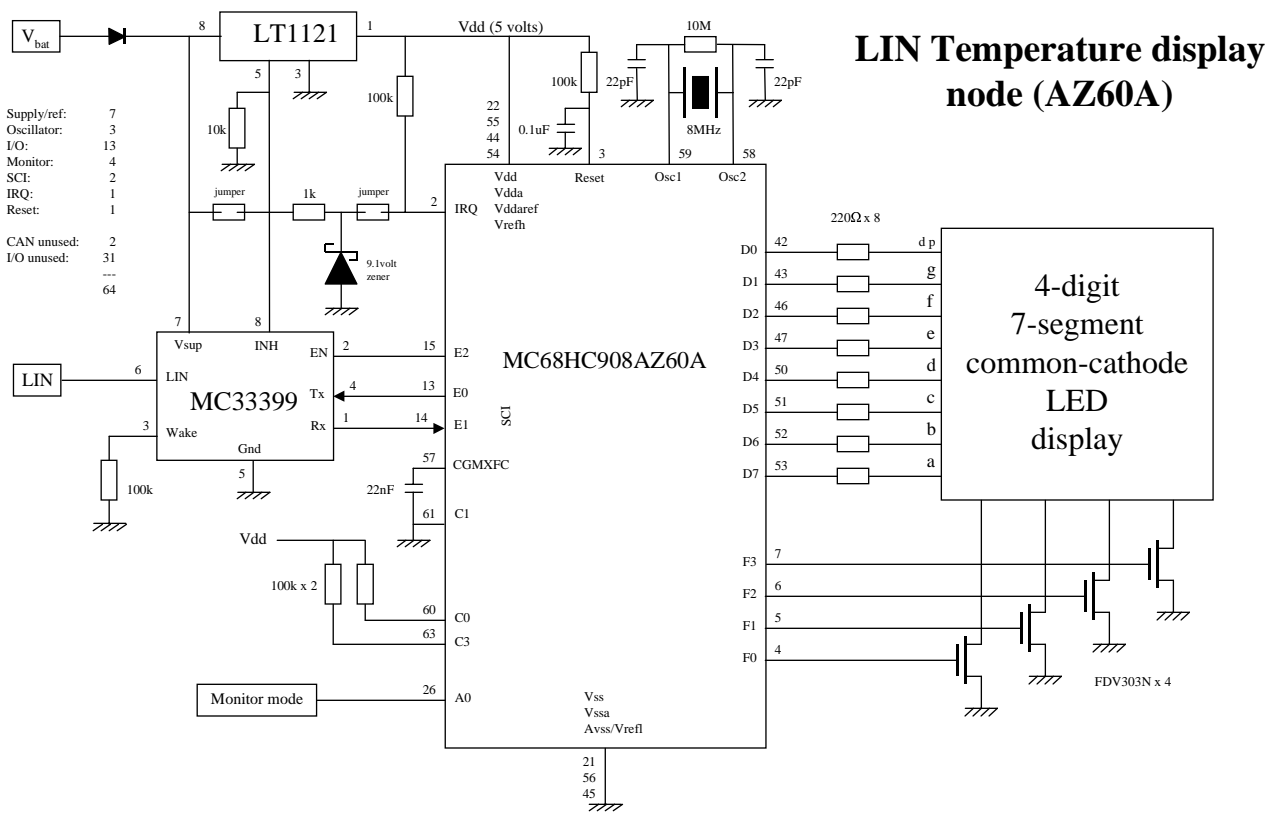 LIN Temperature display
node (AZ60A)
V bat
8
LT1121
1
Vdd (5 volts)
5
3
10k
100k
100k
0.1uF
10M
22pF
22pF
8MHz
Supply/ref: 7
Oscillator: 3
I/O: 13
Monitor: 4
SCI: 2
IRQ: 1
Reset: 1
CAN unused: 2
I/O unused: 31
---
64
22
55
44
54
3
59
58
Vdd
Vdda
Vddaref
Vrefh
Reset
Osc1
Osc2
jumper
1k
jumper
2
IRQ
9.1volt
zener
7
8
Vsup
INH
EN
2
15
E2
LIN
6
LIN
MC33399
Tx
4
13
E0
Rx
1
14
E1
SCI
3
Wake
Gnd
5
100k
57
CGMXFC
22nF
61
C1
Vdd
100k x 2
60
C0
63
C3
Monitor mode
26
A0
MC68HC908AZ60A
Vss
Vssa
Avss/Vrefl
21
56
45
220Ω x 8
D0 42 d p
D1 43 g
D2 46 f
D3 47 e
D4 50 d
D5 51 c
D6 52 b
D7 53 a
4-digit
7-segment
common-cathode
LED
display
F3 7
F2 6
F1 5
F0 4
FDV303N x 4